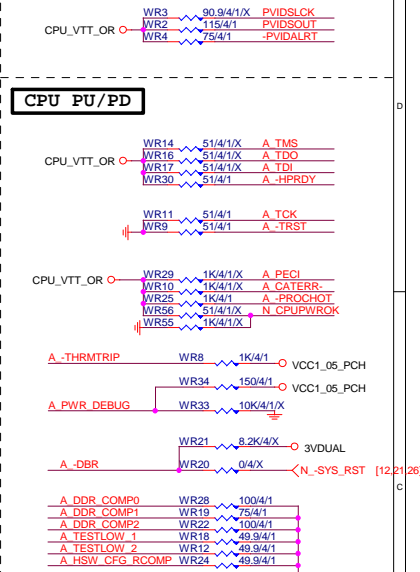 WR3 90.9/4/1/X PVIDSLCK
CPU_VTT_OR WR2 115/4/1 PVIDSOUT
WR4 75/4/1 -PVIDALRT
CPU PU/PD
D
WR14 51/4/1/X A_TMS
CPU_VTT_OR WR16 51/4/1/X A_TDO
WR17 51/4/1/X A_TDI
WR30 51/4/1 A_-HPRDY
WR11 51/4/1 A_TCK
WR9 51/4/1 A_-TRST
CPU_VTT_OR WR29 1K/4/1/X A_PECI
WR10 1K/4/1/X A_CATERR-
WR25 1K/4/1 A_-PROCHOT
WR56 51/4/1/X N_CPUPWROK
WR55 1K/4/1/X
A_-THRMTRIP WR8 1K/4/1 VCC1_05_PCH
WR34 150/4/1 VCC1_05_PCH
A_PWR_DEBUG WR33 10K/4/1/X
WR21 8.2K/4/X 3VDUAL
A_-DBR WR20 0/4/X N_-SYS_RST [12,21,26]
C
A_DDR_COMP0 WR28 100/4/1
A_DDR_COMP1 WR19 75/4/1
A_DDR_COMP2 WR22 100/4/1
A_TESTLOW_1 WR18 49.9/4/1
A_TESTLOW_2 WR12 49.9/4/1
A_HSW_CFG_RCOMP WR24 49.9/4/1